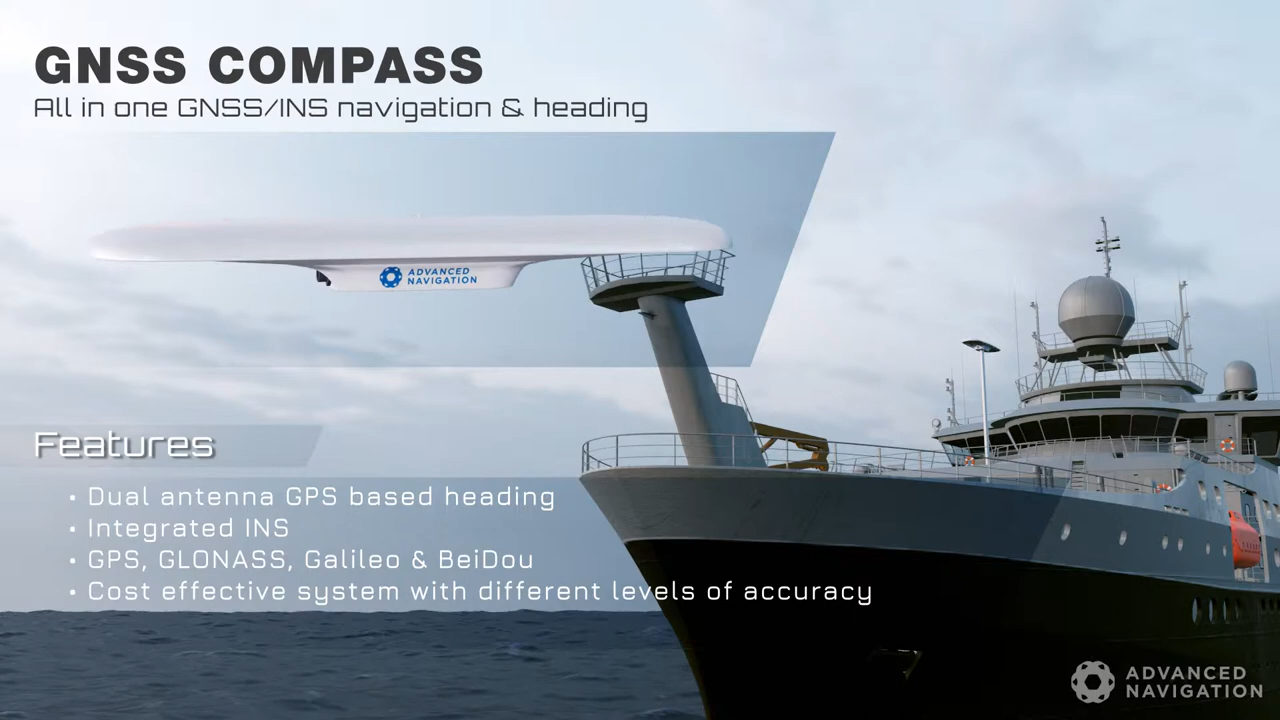 GNSS COMPASS
All in one GNSS/INS navigation & heading
ADVANCED
NAVIGATION
Features
• Dual antenna GPS based heading
• Integrated INS
• GPS, GLONASS, Galileo & BeiDou
• Cost effective system with different levels of accuracy
ADVANCED
NAVIGATION